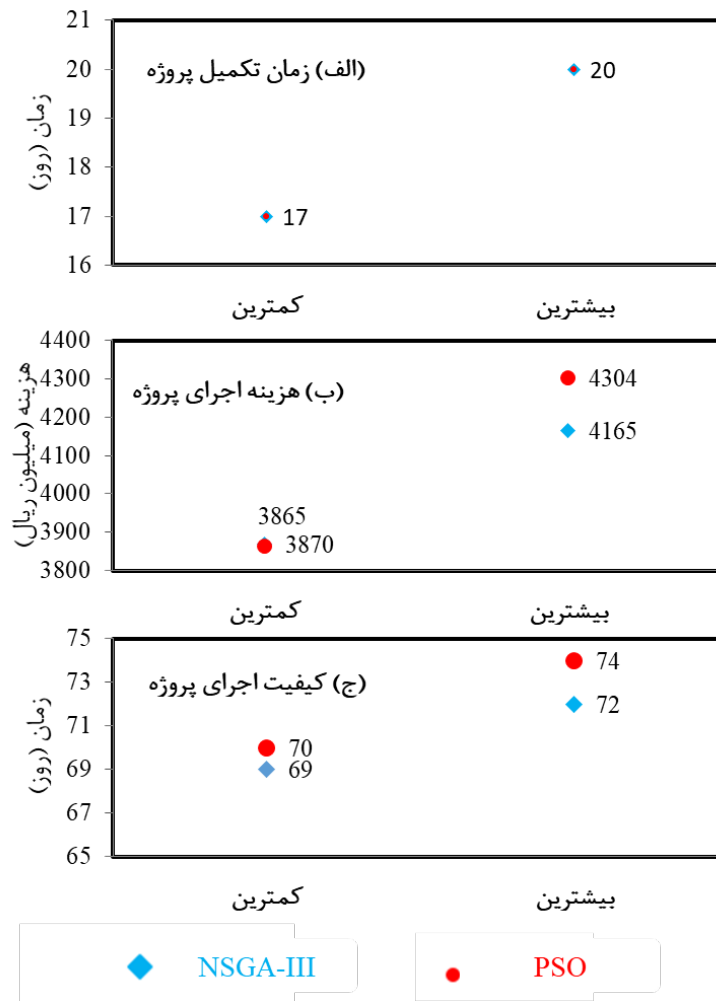 21
20
19
18
17
16
زمان (روز)
(الف) زمان تکمیل پروژه
20
17
کمترین
بیشترین
4400
4300
4200
4100
4000
3900
3800
هزینه (میلیون ریال)
(ب) هزینه اجرای پروژه
4304
4165
3865
3870
کمترین
بیشترین
75
73
71
69
67
65
زمان (روز)
(ج) کیفیت اجرای پروژه
74
72
70
69
کمترین
بیشترین
NSGA-III
PSO